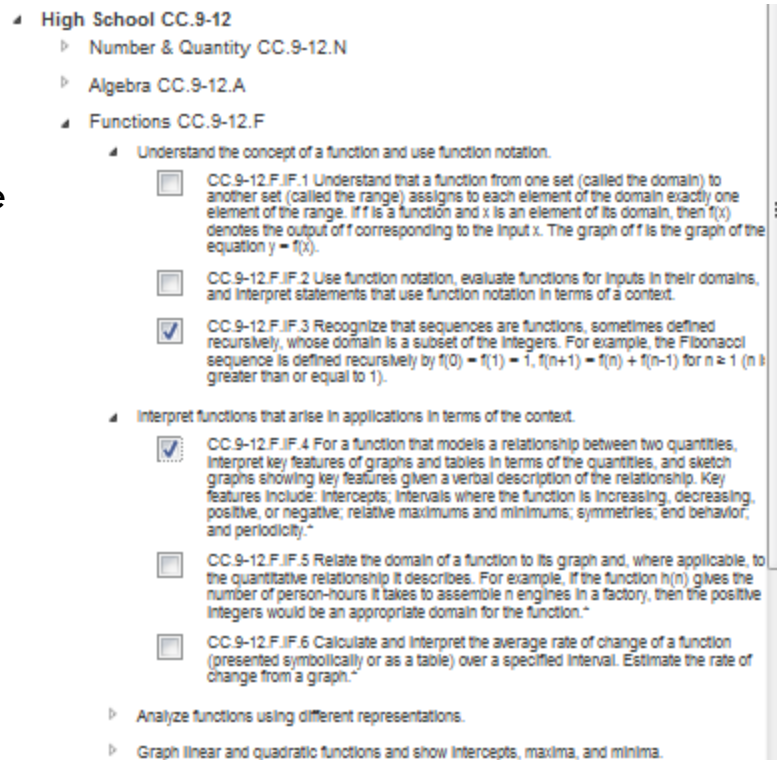 High School CC.9-12
Number & Quantity CC.9-12.N
Algebra CC.9-12.A
Functions CC.9-12.F
Understand the concept of a function and use function notation.
e
CC.9-12.F.IF.1 Understand that a function from one set (called the domain) to
another set (called the range) assigns to each element of the domain exactly one
element of the range. If f is a function and x is an element of its domain, then f(x)
denotes the output of f corresponding to the input x. The graph of f is the graph of the
equation y = f(x).
CC.9-12.F.IF.2 Use function notation, evaluate functions for inputs in their domains,
and interpret statements that use function notation in terms of a context.
CC.9-12.F.IF.3 Recognize that sequences are functions, sometimes defined
recursively, whose domain is a subset of the integers. For example, the Fibonacci
sequence is defined recursively by f(0) = f(1) = 1, f(n+1) = f(n) + f(n-1) for n ≥ 1 (n is
greater than or equal to 1).
Interpret functions that arise in applications in terms of the context.
CC.9-12.F.IF.4 For a function that models a relationship between two quantities,
interpret key features of graphs and tables in terms of the quantities, and sketch
graphs showing key features given a verbal description of the relationship. Key
features include: intercepts; intervals where the function is increasing, decreasing,
positive, or negative; relative maximums and minimums; symmetries; end behavior;
and periodicity.*
CC.9-12.F.IF.5 Relate the domain of a function to its graph and, where applicable, to
the quantitative relationship it describes. For example, if the function h(n) gives the
number of person-hours it takes to assemble n engines in a factory, then the positive
integers would be an appropriate domain for the function.*
CC.9-12.F.IF.6 Calculate and interpret the average rate of change of a function
(presented symbolically or as a table) over a specified interval. Estimate the rate of
change from a graph.*
Analyze functions using different representations.
Graph linear and quadratic functions and show intercepts, maxima, and minima.